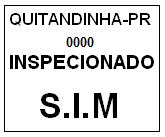 QUITANDINHA-PR
0000
INSPECIONADO
S.I.M